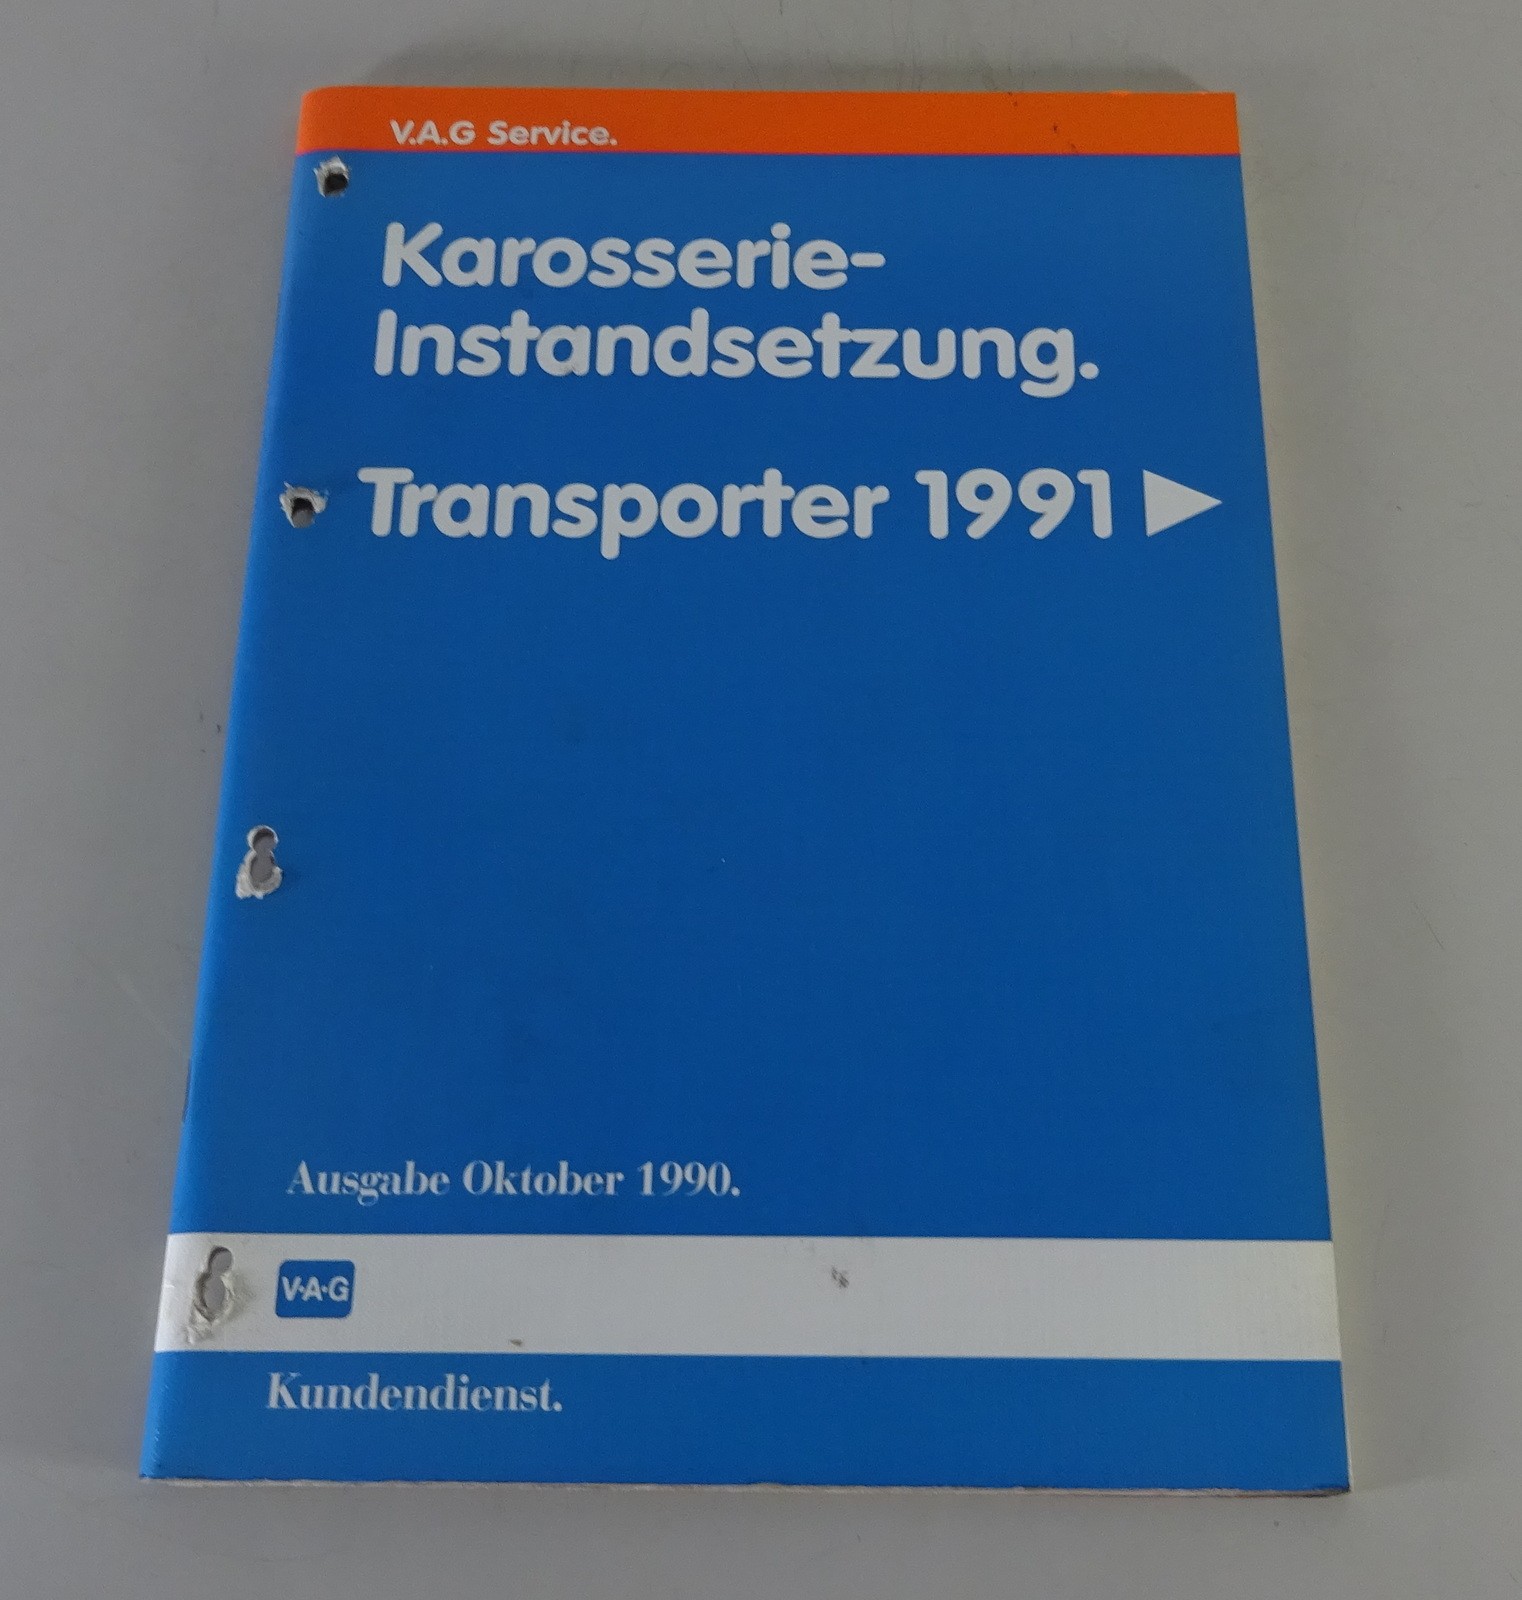 V.A.G Service.
Karosserie-
Instandsetzung.
Transporter 1991 ▶
Ausgabe Oktober 1990.
V·A·G
Kundendienst.